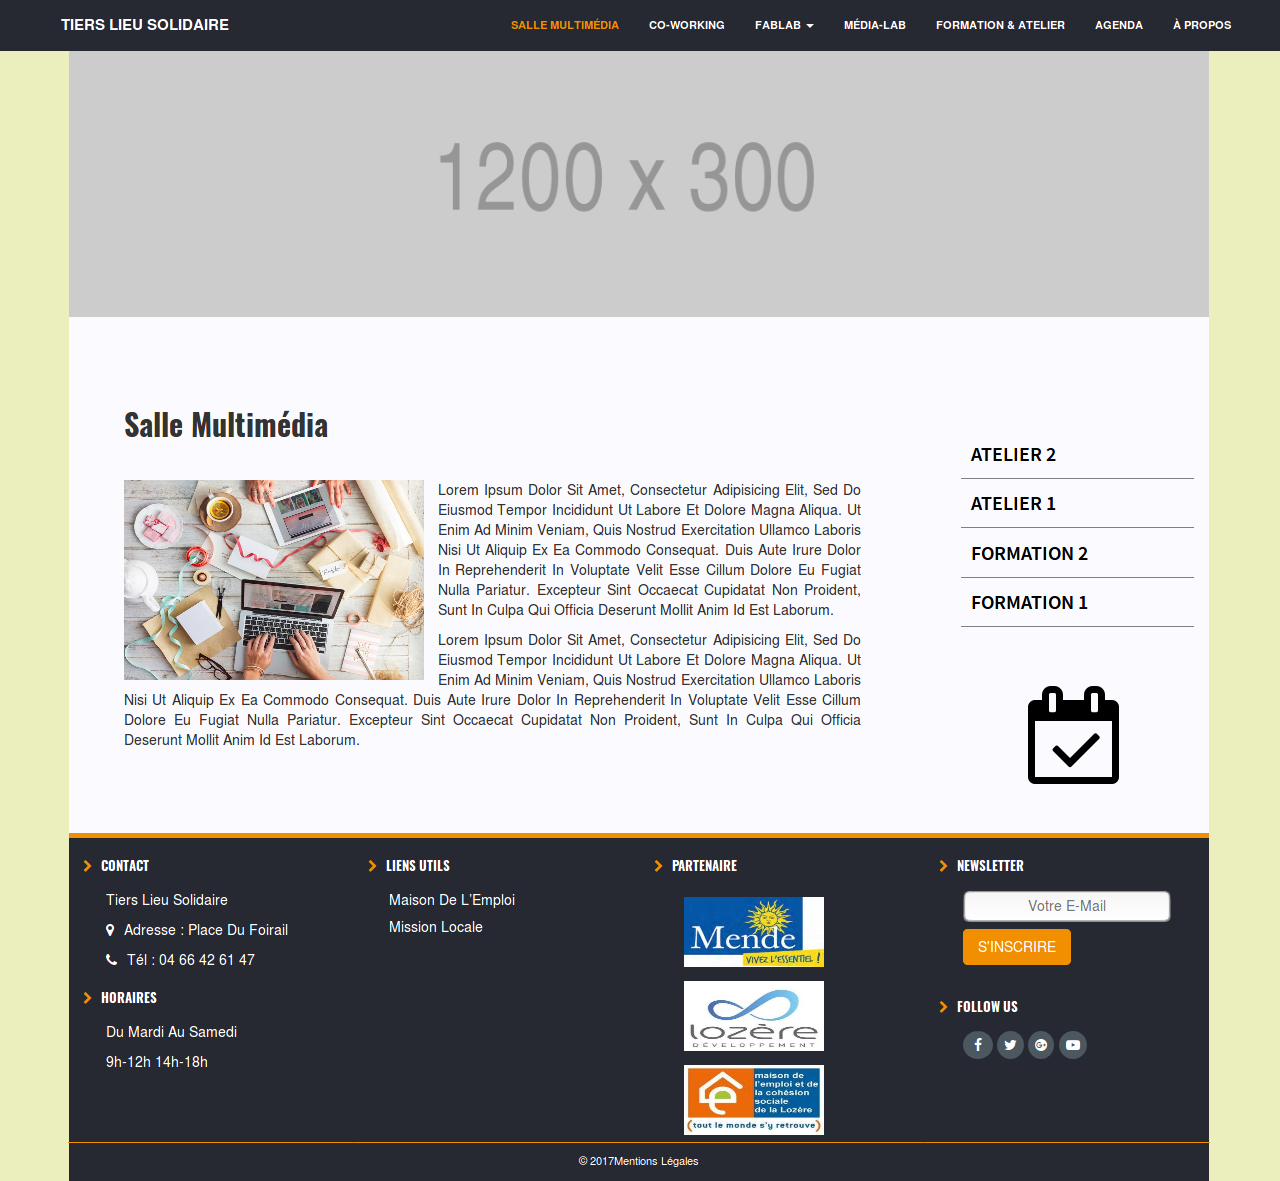 TIERS LIEU SOLIDAIRE
SALLE MULTIMÉDIA CO-WORKING FABLAB MÉDIA-LAB FORMATION & ATELIER AGENDA À PROPOS
1200 x 300
Salle Multimédia
Lorem Ipsum Dolor Sit Amet, Consectetur Adipisicing Elit, Sed Do
Eiusmod Tempor Incididunt Ut Labore Et Dolore Magna Aliqua. Ut
Enim Ad Minim Veniam, Quis Nostrud Exercitation Ullamco Laboris
Nisi Ut Aliquip Ex Ea Commodo Consequat. Duis Aute Irure Dolor
In Reprehenderit In Voluptate Velit Esse Cillum Dolore Eu Fugiat
Nulla Pariatur. Excepteur Sint Occaecat Cupidatat Non Proident,
Sunt In Culpa Qui Officia Deserunt Mollit Anim Id Est Laborum.
Lorem Ipsum Dolor Sit Amet, Consectetur Adipisicing Elit, Sed Do
Eiusmod Tempor Incididunt Ut Labore Et Dolore Magna Aliqua. Ut
Enim Ad Minim Veniam, Quis Nostrud Exercitation Ullamco Laboris
Nisi Ut Aliquip Ex Ea Commodo Consequat. Duis Aute Irure Dolor In Reprehenderit In Voluptate Velit Esse Cillum
Dolore Eu Fugiat Nulla Pariatur. Excepteur Sint Occaecat Cupidatat Non Proident, Sunt In Culpa Qui Officia
Deserunt Mollit Anim Id Est Laborum.
ATELIER 2
ATELIER 1
FORMATION 2
FORMATION 1
CONTACT
Tiers Lieu Solidaire
Adresse : Place Du Foirail
Tél : 04 66 42 61 47
HORAIRES
Du Mardi Au Samedi
9h-12h 14h-18h
LIENS UTILS
Maison De L'Emploi
Mission Locale
PARTENAIRE
Mende
VIVEZ L'ESSENTIEL !
lozère
DÉVELOPPEMENT
maison de
l'emploi et de
la cohésion
sociale
de la Lozère
(tout le monde s'y retrouve)
NEWSLETTER
Votre E-Mail
S'INSCRIRE
FOLLOW US
© 2017Mentions Légales